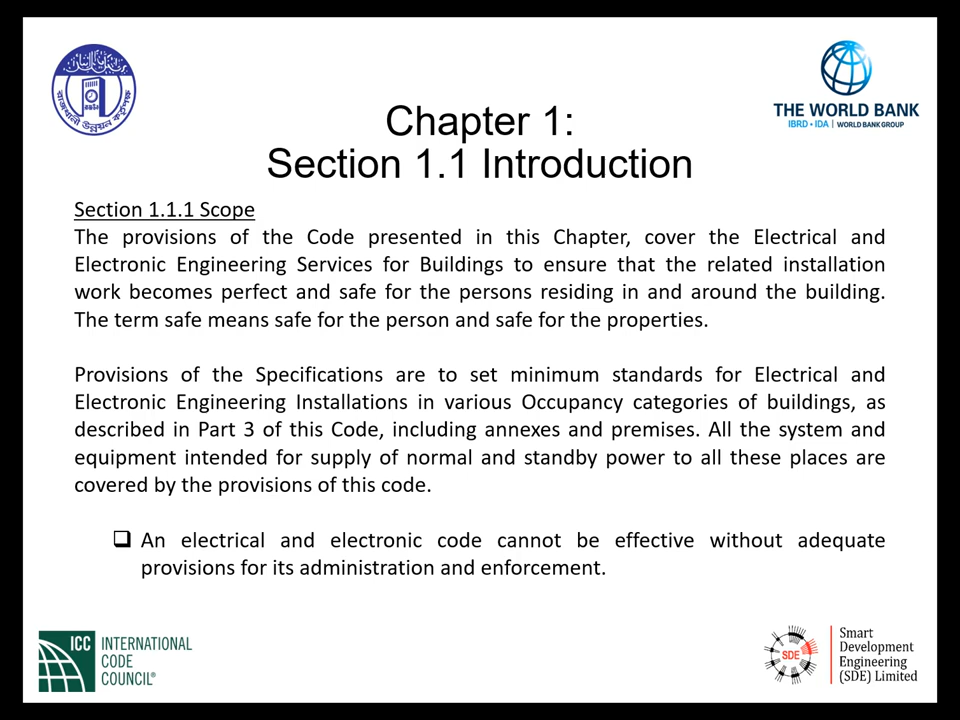 THE WORLD BANK
IBRD • IDA | WORLD BANK GROUP
রাজধানী উন্নয়ন কর্তৃপক্ষ
Chapter 1:
Section 1.1 Introduction
Section 1.1.1 Scope
The provisions of the Code presented in this Chapter, cover the Electrical and
Electronic Engineering Services for Buildings to ensure that the related installation
work becomes perfect and safe for the persons residing in and around the building.
The term safe means safe for the person and safe for the properties.
Provisions of the Specifications are to set minimum standards for Electrical and
Electronic Engineering Installations in various Occupancy categories of buildings, as
described in Part 3 of this Code, including annexes and premises. All the system and
equipment intended for supply of normal and standby power to all these places are
covered by the provisions of this code.
❑ An electrical and electronic code cannot be effective without adequate
provisions for its administration and enforcement.
ICC INTERNATIONAL
CODE
COUNCIL®
SDE
Smart
Development
Engineering
(SDE) Limited